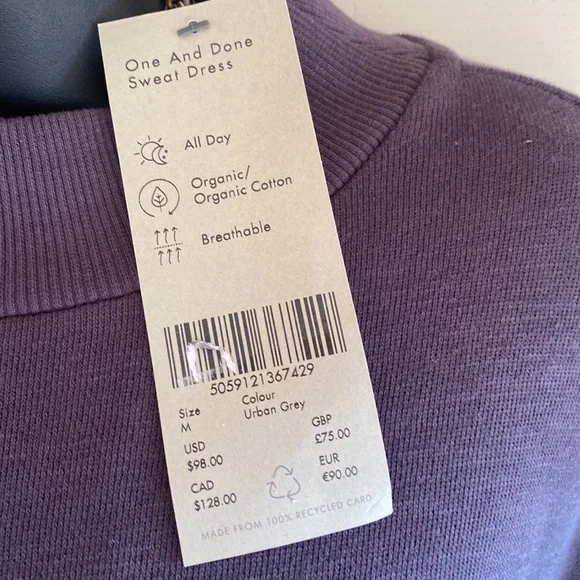 One And Done
Sweat Dress
All Day
Organic/
Organic Cotton
Breathable
5059121367429
Size
M
Colour
Urban Grey
USD
$98.00
GBP
£75.00
CAD
$128.00
EUR
€90.00
MADE FROM 100% RECYCLED CARD